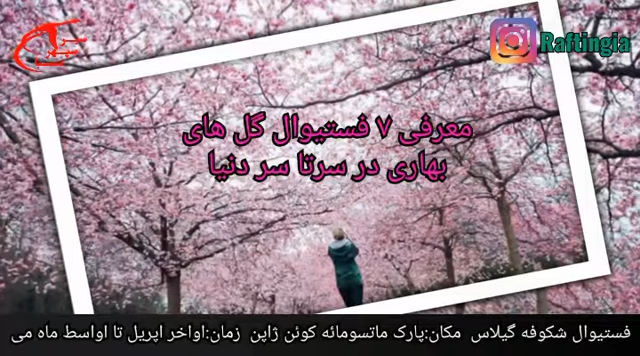 Raftingia
معرفی ۷ فستیوال گل های
بهاری در سرتا سر دنیا
فستیوال شکوفه گیلاس مکان:پارک ماتسومائه کوئن ژاپن زمان:اواخر اپریل تا اواسط ماه می